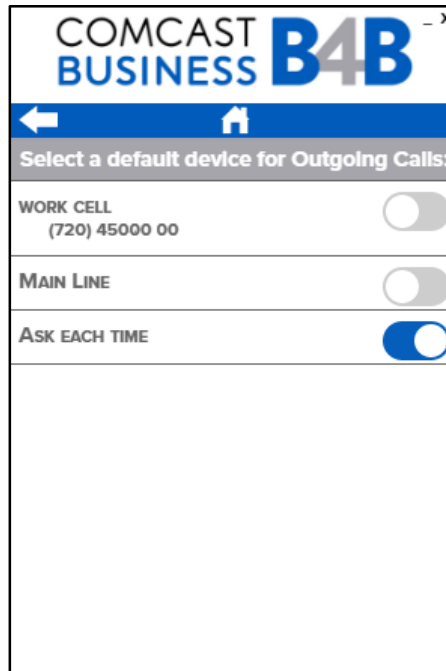 COMCAST
BUSINESS B4B
_ x
Select a default device for Outgoing Calls:
WORK CELL
(720) 45000 00
MAIN LINE
ASK EACH TIME